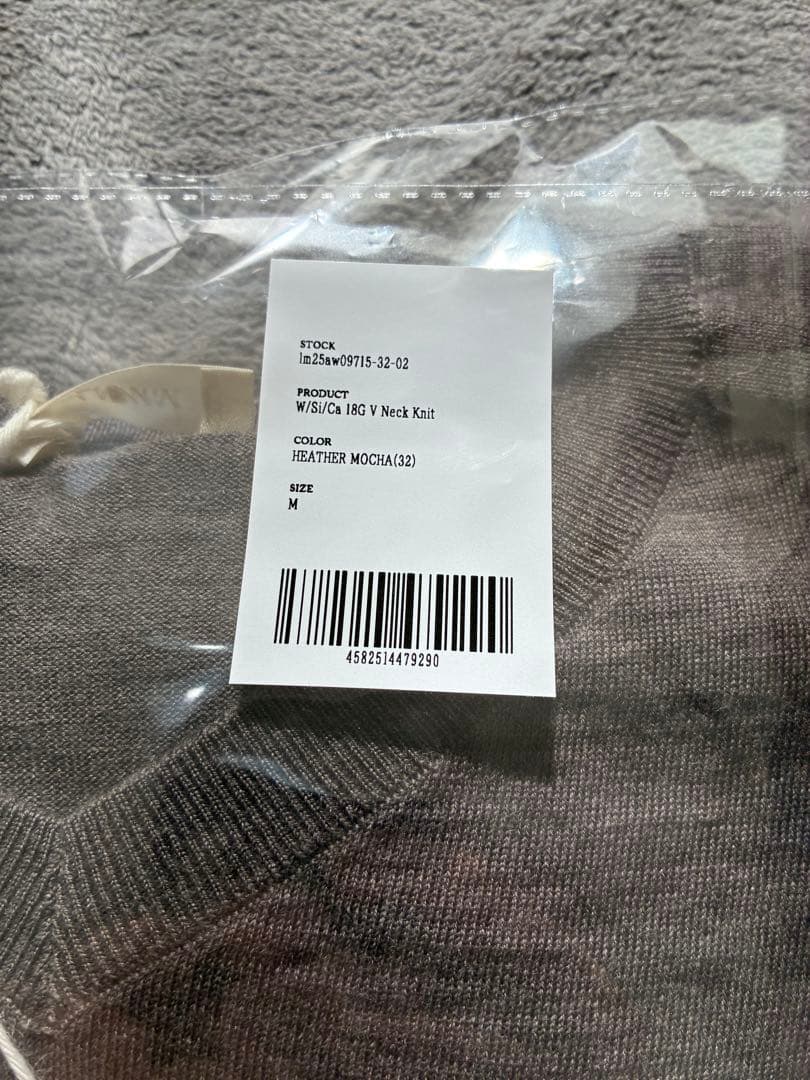 STOCK
lm25aw09715-32-02
PRODUCT
W/Si/Ca 18G V Neck Knit
COLOR
HEATHER MOCHA(32)
SIZE
M
4582514479290